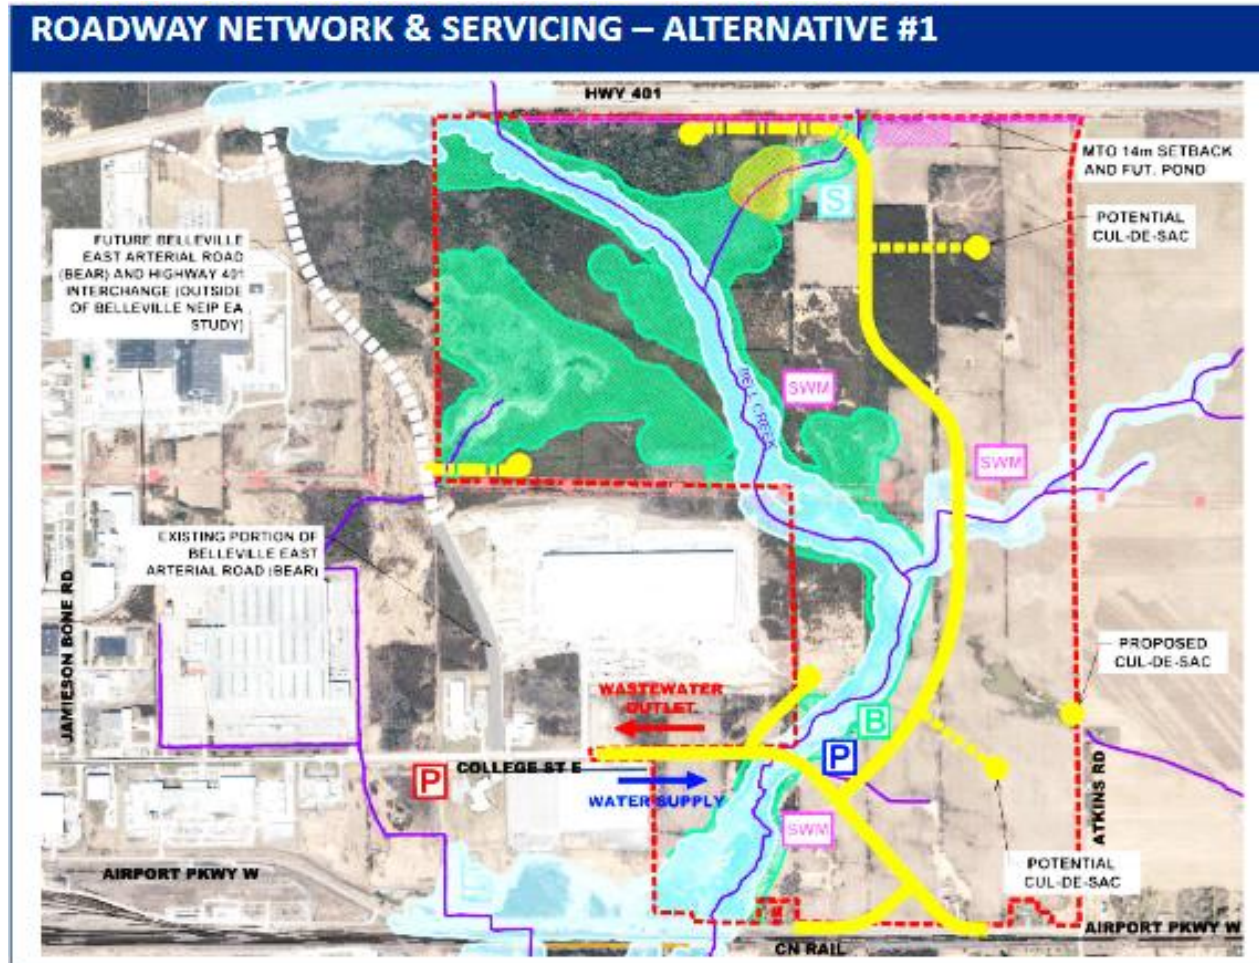 ROADWAY NETWORK & SERVICING – ALTERNATIVE #1
HWY 401
MTO 14m SETBACK
AND FUT. POND
S
POTENTIAL
CUL-DE-SAC
FUTURE BELLEVILLE
EAST ARTERIAL ROAD
(BEAR) AND HIGHWAY 401
INTERCHANGE (OUTSIDE
OF BELLEVILLE NEIP EA
STUDY)
SWM
BELL CREEK
SWM
EXISTING PORTION OF
BELLEVILLE EAST
ARTERIAL ROAD (BEAR)
JAMIESON BONE RD
PROPOSED
CUL-DE-SAC
WASTEWATER
OUTLET
B
P
COLLEGE ST E
P
WATER SUPPLY
SWM
ATKINS RD
POTENTIAL
CUL-DE-SAC
AIRPORT PKWY W
AIRPORT PKWY W
CN RAIL